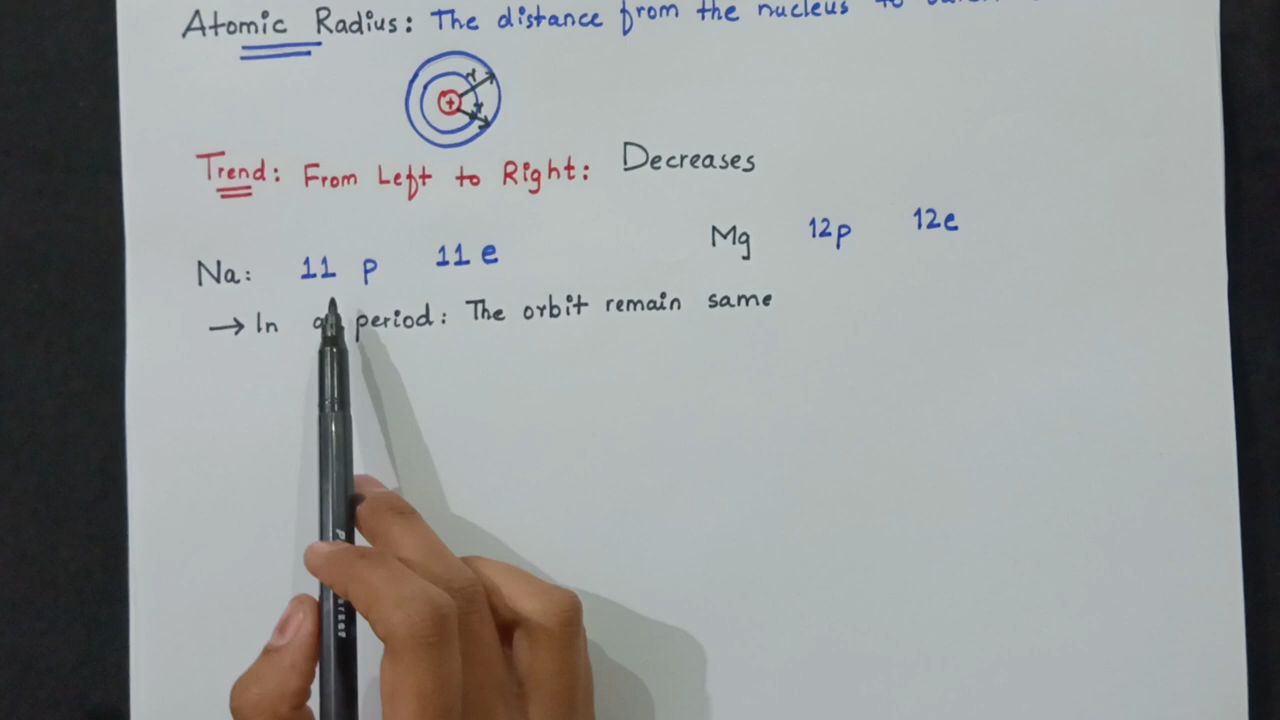 Atomic Radius: The distance from the nucleus to
+
Trend: From Left to Right: Decreases
Na: 11 p 11 e Mg 12p 12e
→ In period: The orbit remain same